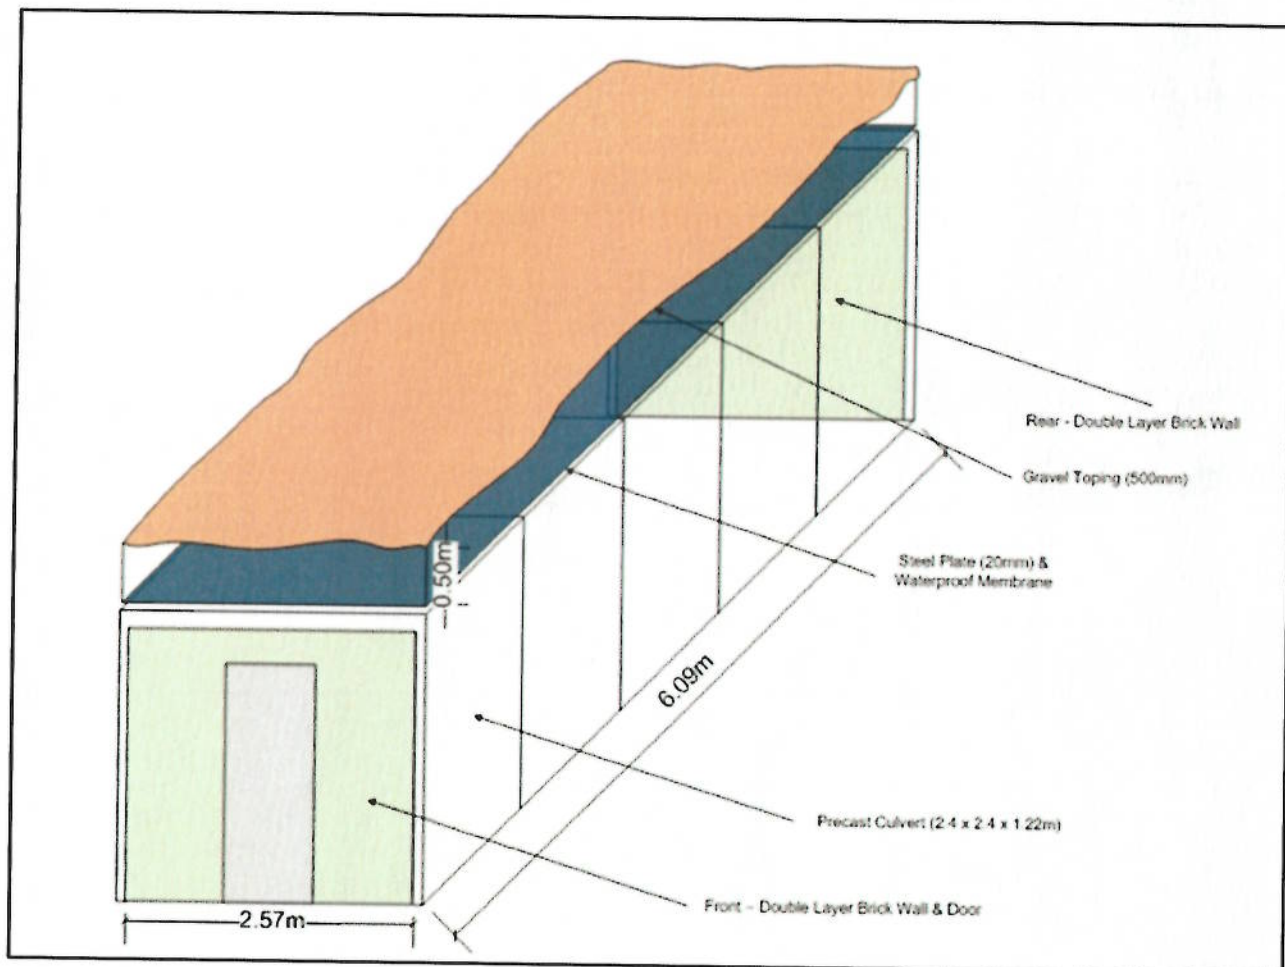 Rear - Double Layer Brick Wall
Gravel Toping (500mm)
Steel Plate (20mm) &
Waterproof Membrane
0.50m
6.09m
Precast Culvert (2.4 x 2.4 x 1.22m)
Front - Double Layer Brick Wall & Door
2.57m